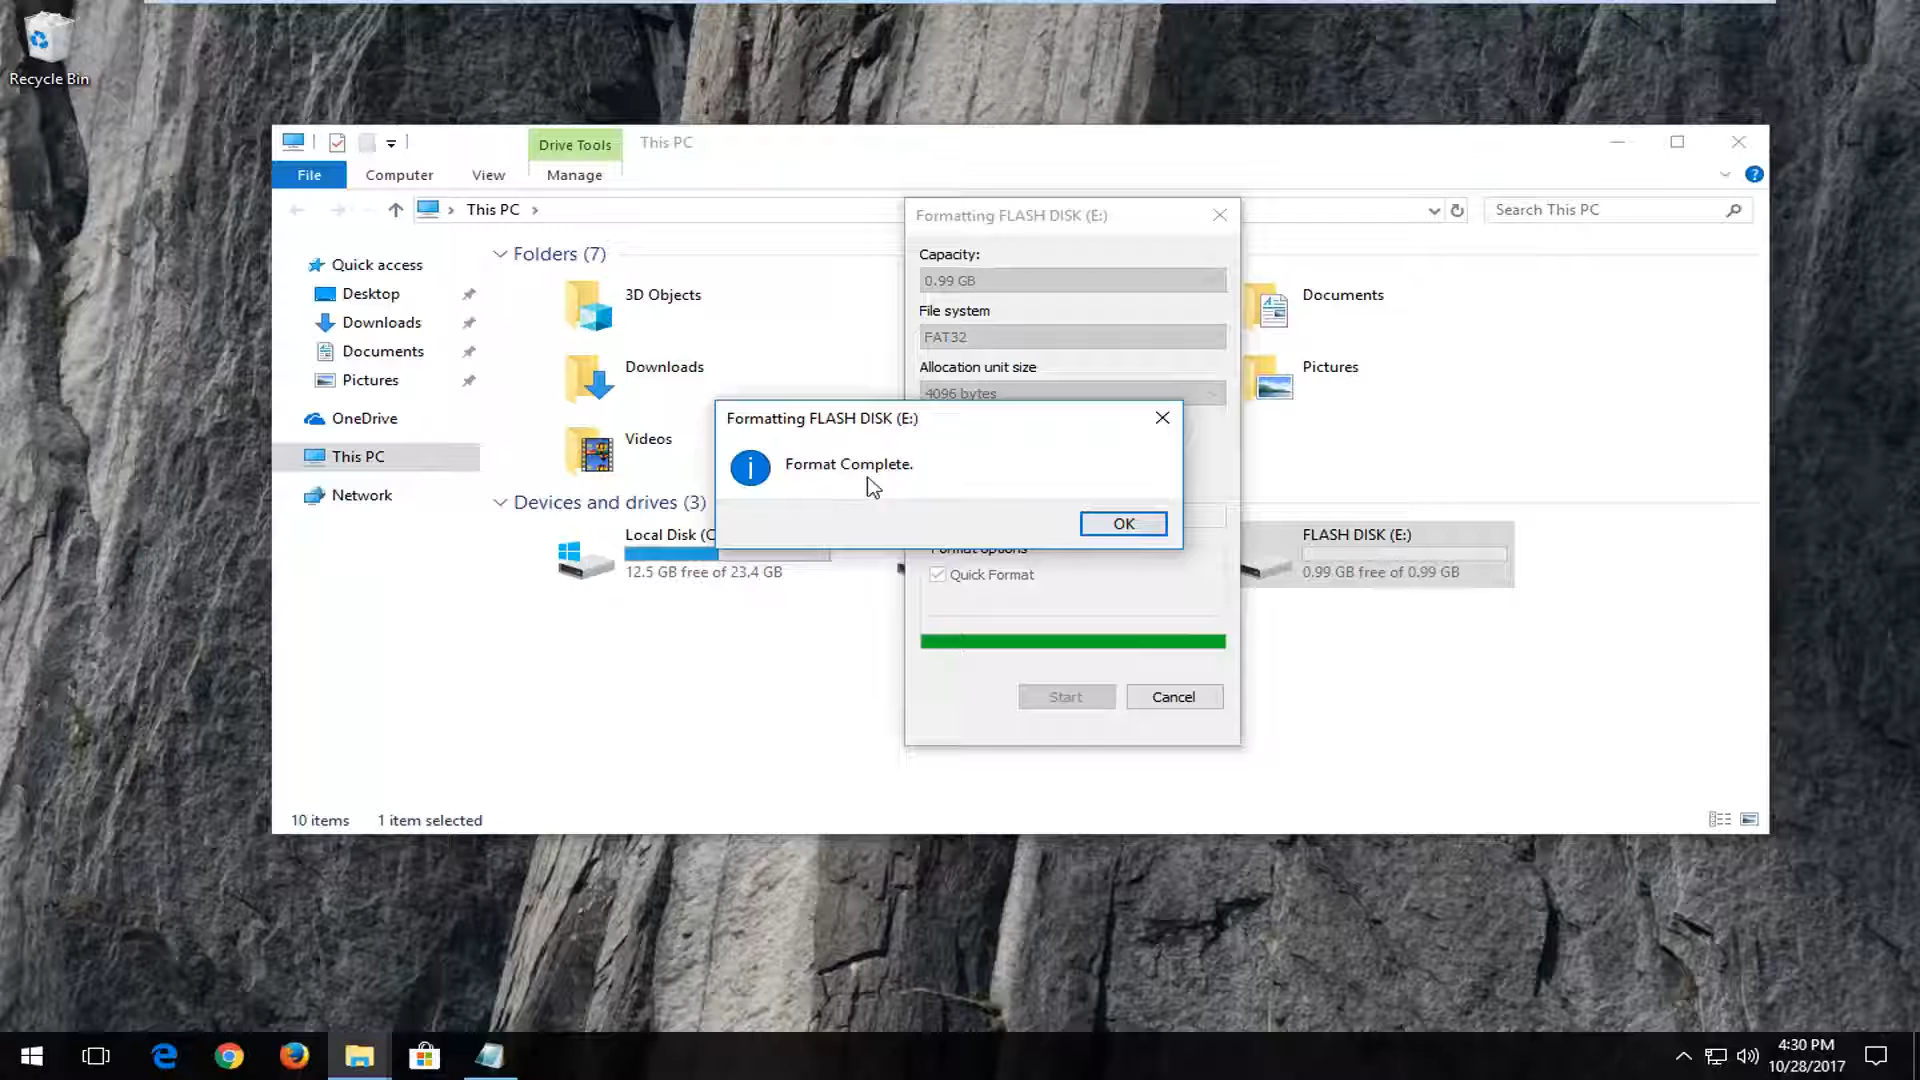 Recycle Bin
Drive Tools
This PC
File
Computer
View
Manage
This PC
Search This PC
Quick access
Desktop
Downloads
Documents
Pictures
OneDrive
This PC
Network
Folders (7)
3D Objects
Downloads
Videos
Documents
Pictures
Devices and drives (3)
Local Disk (C
12.5 GB free of 23.4 GB
FLASH DISK (E:)
0.99 GB free of 0.99 GB
Formatting FLASH DISK (E:)
Capacity:
0.99 GB
File system
FAT32
Allocation unit size
4096 bytes
Formatting FLASH DISK (E:)
Format Complete.
OK
Format options
Quick Format
Start
Cancel
10 items
1 item selected
4:30 PM
10/28/2017